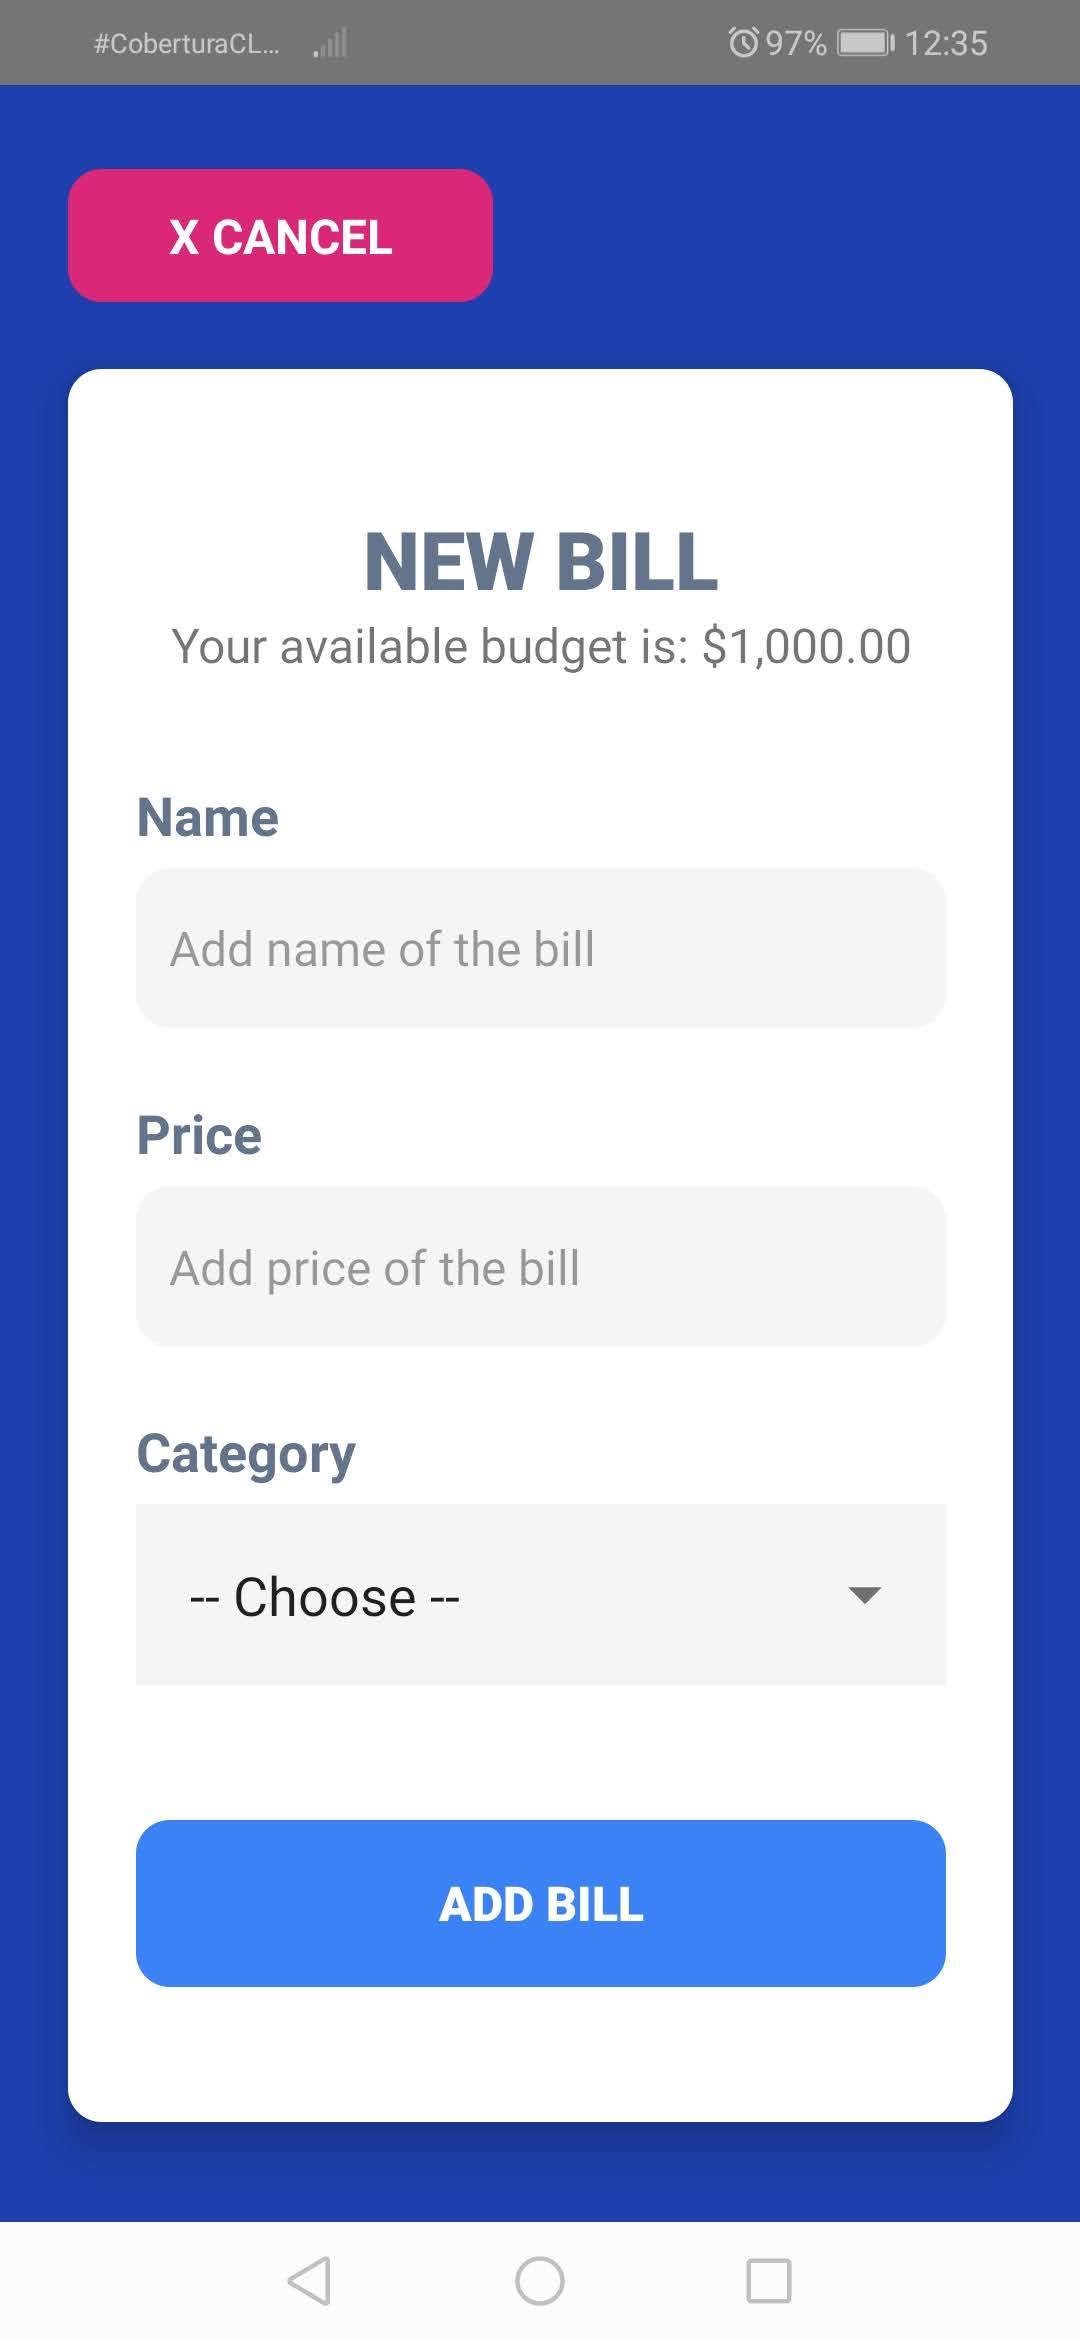 #CoberturaCL...
97% 12:35
X CANCEL
NEW BILL
Your available budget is: $1,000.00
Name
Add name of the bill
Price
Add price of the bill
Category
-- Choose --
ADD BILL